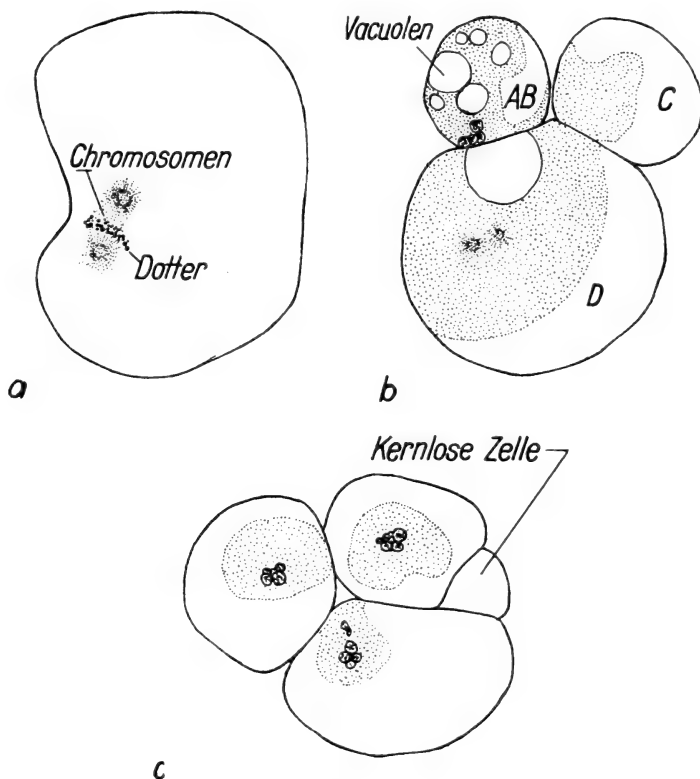 Chromosomen
Dotter
a
Vacuolen
AB
C
D
b
Kernlose Zelle
c